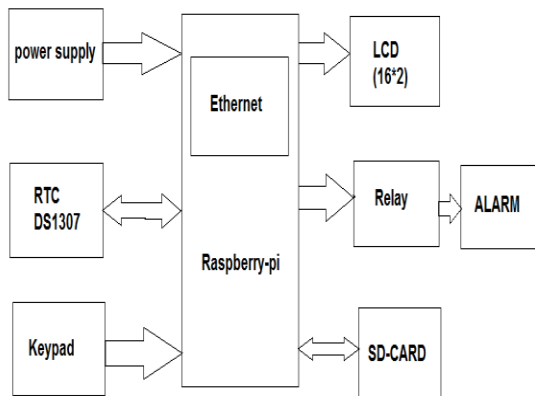 power supply
LCD
(16*2)
Ethernet
RTC
DS1307
Relay
ALARM
Raspberry-pi
Keypad
SD-CARD